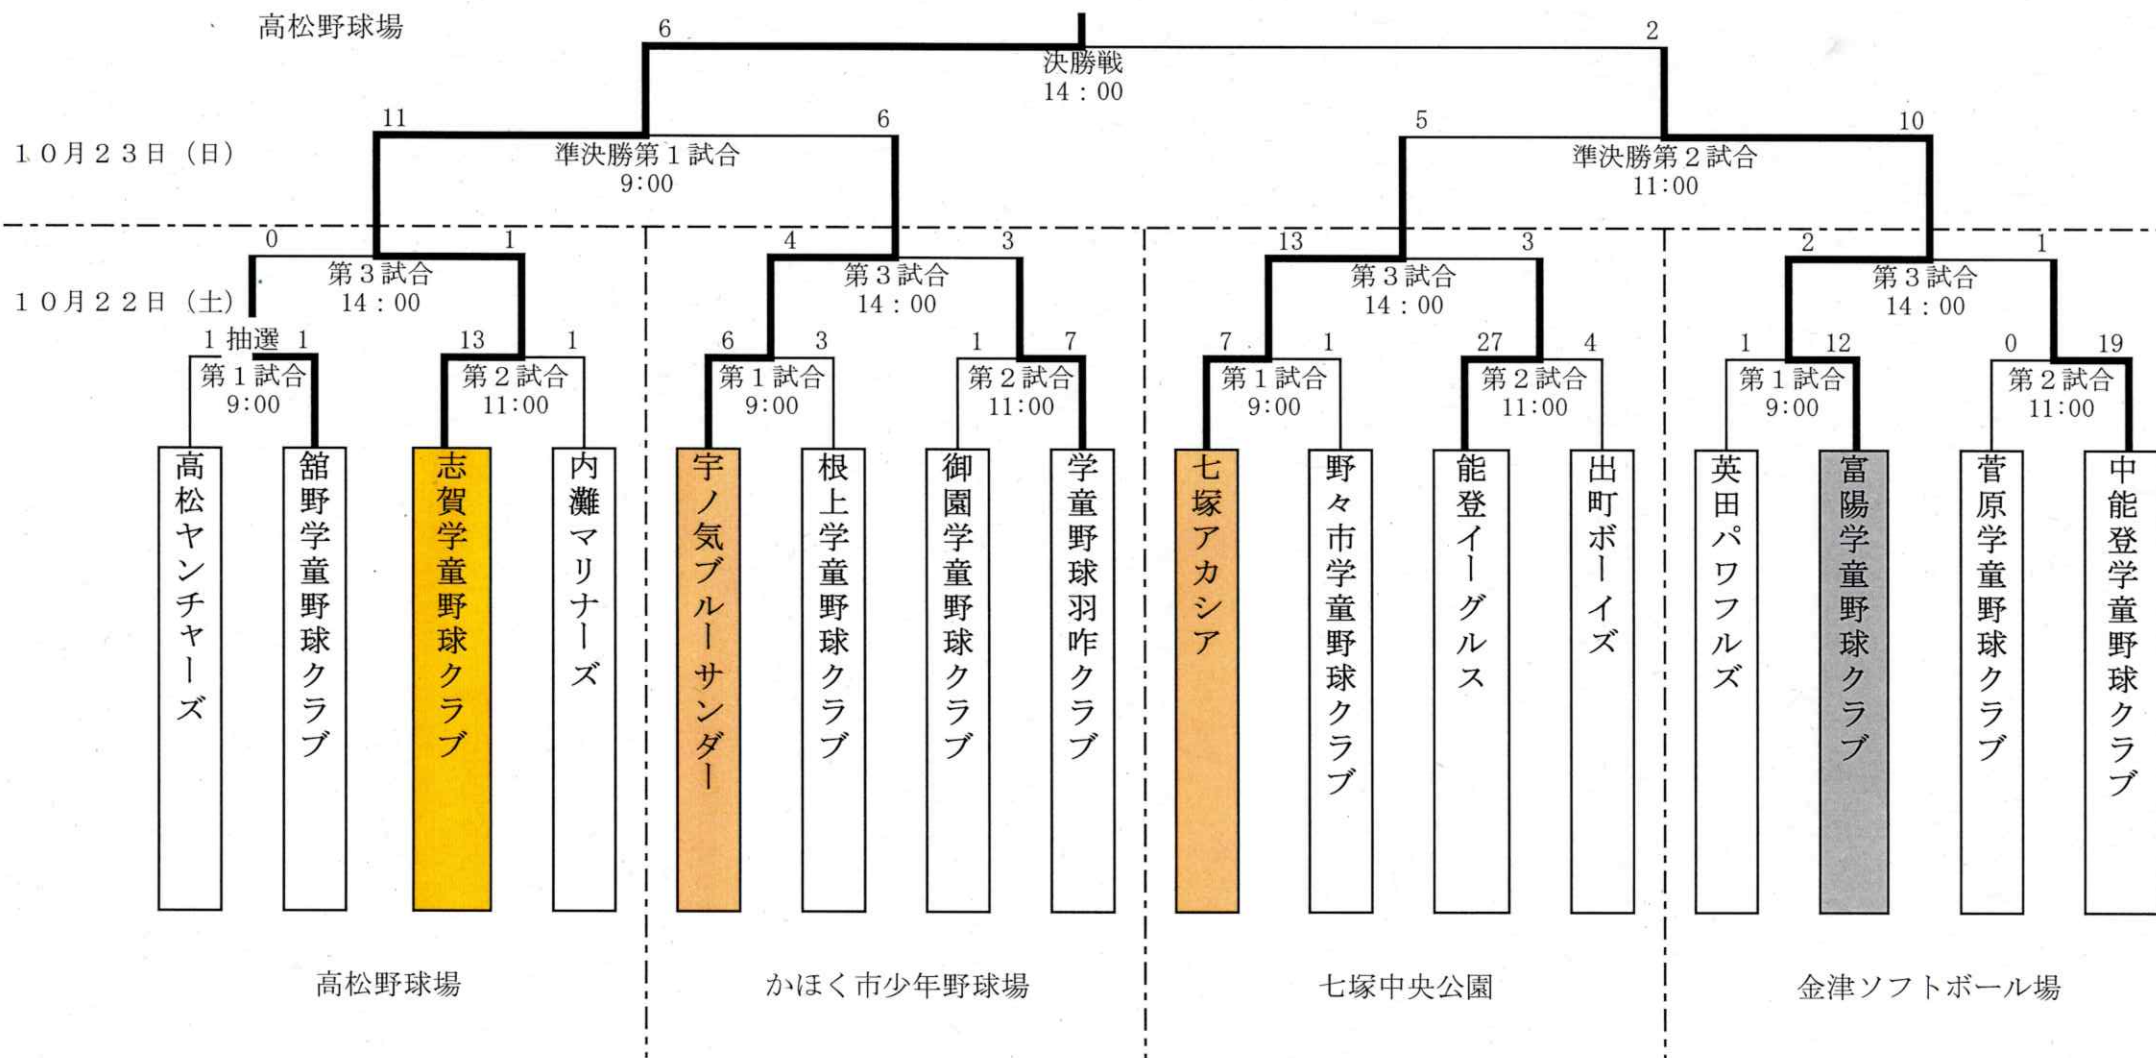 高松野球場
6 2
決勝戦
14：00
11 6 5 10
10月23日（日）
準決勝第1試合 準決勝第2試合
9:00 11:00
0 1 4 3 13 3 2 1
第3試合 第3試合 第3試合 第3試合
10月22日（土）
14：00 14：00 14：00 14：00
1 抽選 1 13 1 6 3 1 7 7 1 27 4 1 12 0 19
第1試合 第2試合 第1試合 第2試合 第1試合 第2試合 第1試合 第2試合
9:00 11:00 9:00 11:00 9:00 11:00 9:00 11:00
高松ヤンチャーズ
舘野学童野球クラブ
志賀学童野球クラブ
内灘マリナーズ
宇ノ気ブルーサンダー
根上学童野球クラブ
御園学童野球クラブ
学童野球羽咋クラブ
七塚アカシア
野々市学童野球クラブ
能登イーグルス
出町ボーイズ
英田パワフルズ
富陽学童野球クラブ
菅原学童野球クラブ
中能登学童野球クラブ
高松野球場 かほく市少年野球場 七塚中央公園 金津ソフトボール場